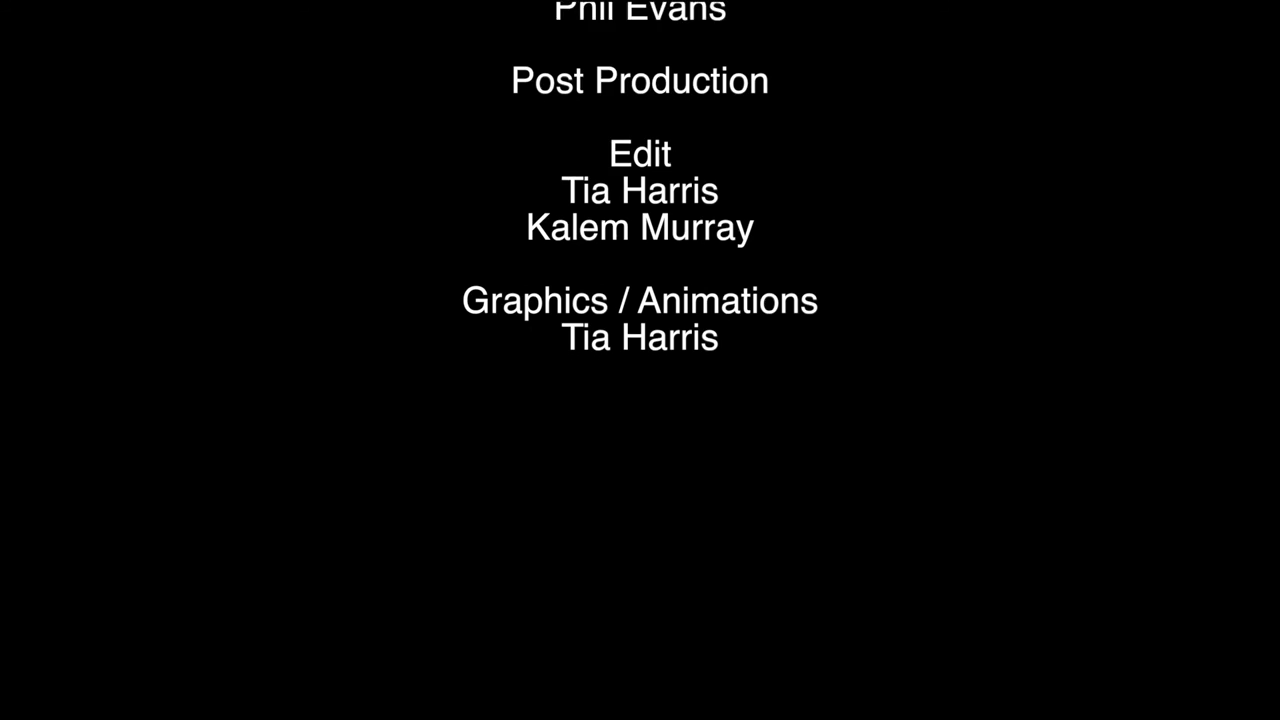 Phil Evans
Post Production
Edit
Tia Harris
Kalem Murray
Graphics / Animations
Tia Harris